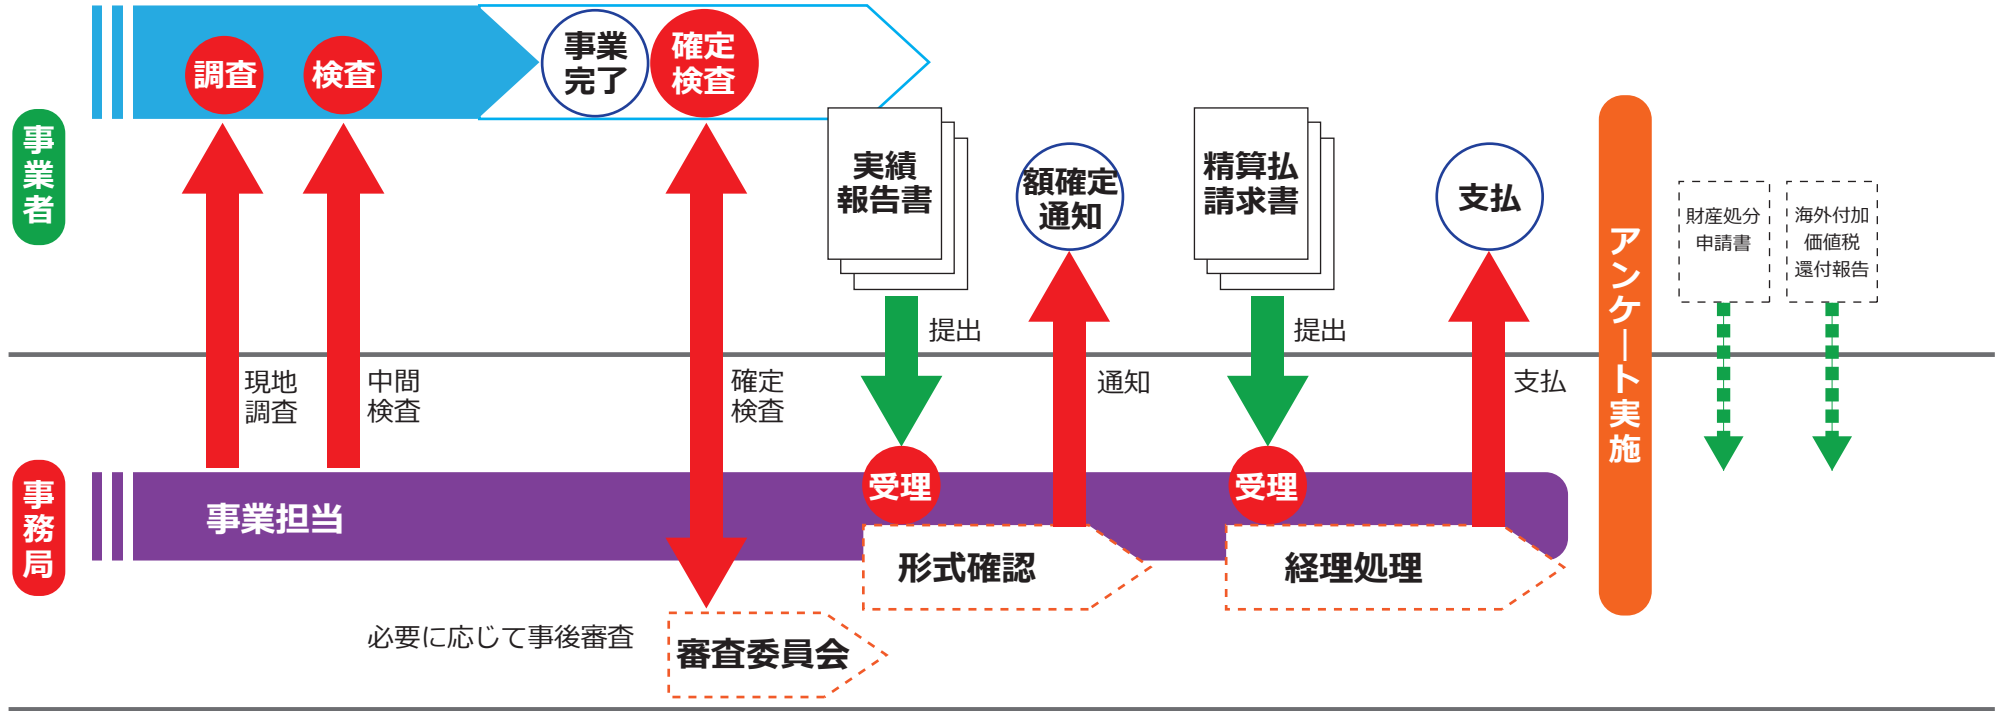 事業者
調査
検査
事業
完了
確定
検査
実績
報告書
額確定
通知
精算払
請求書
支払
アンケート実施
財産処分
申請書
海外付加
価値税
還付報告
提出
提出
現地
調査
中間
検査
確定
検査
通知
支払
事務局
事業担当
受理
受理
形式確認
経理処理
必要に応じて事後審査
審査委員会